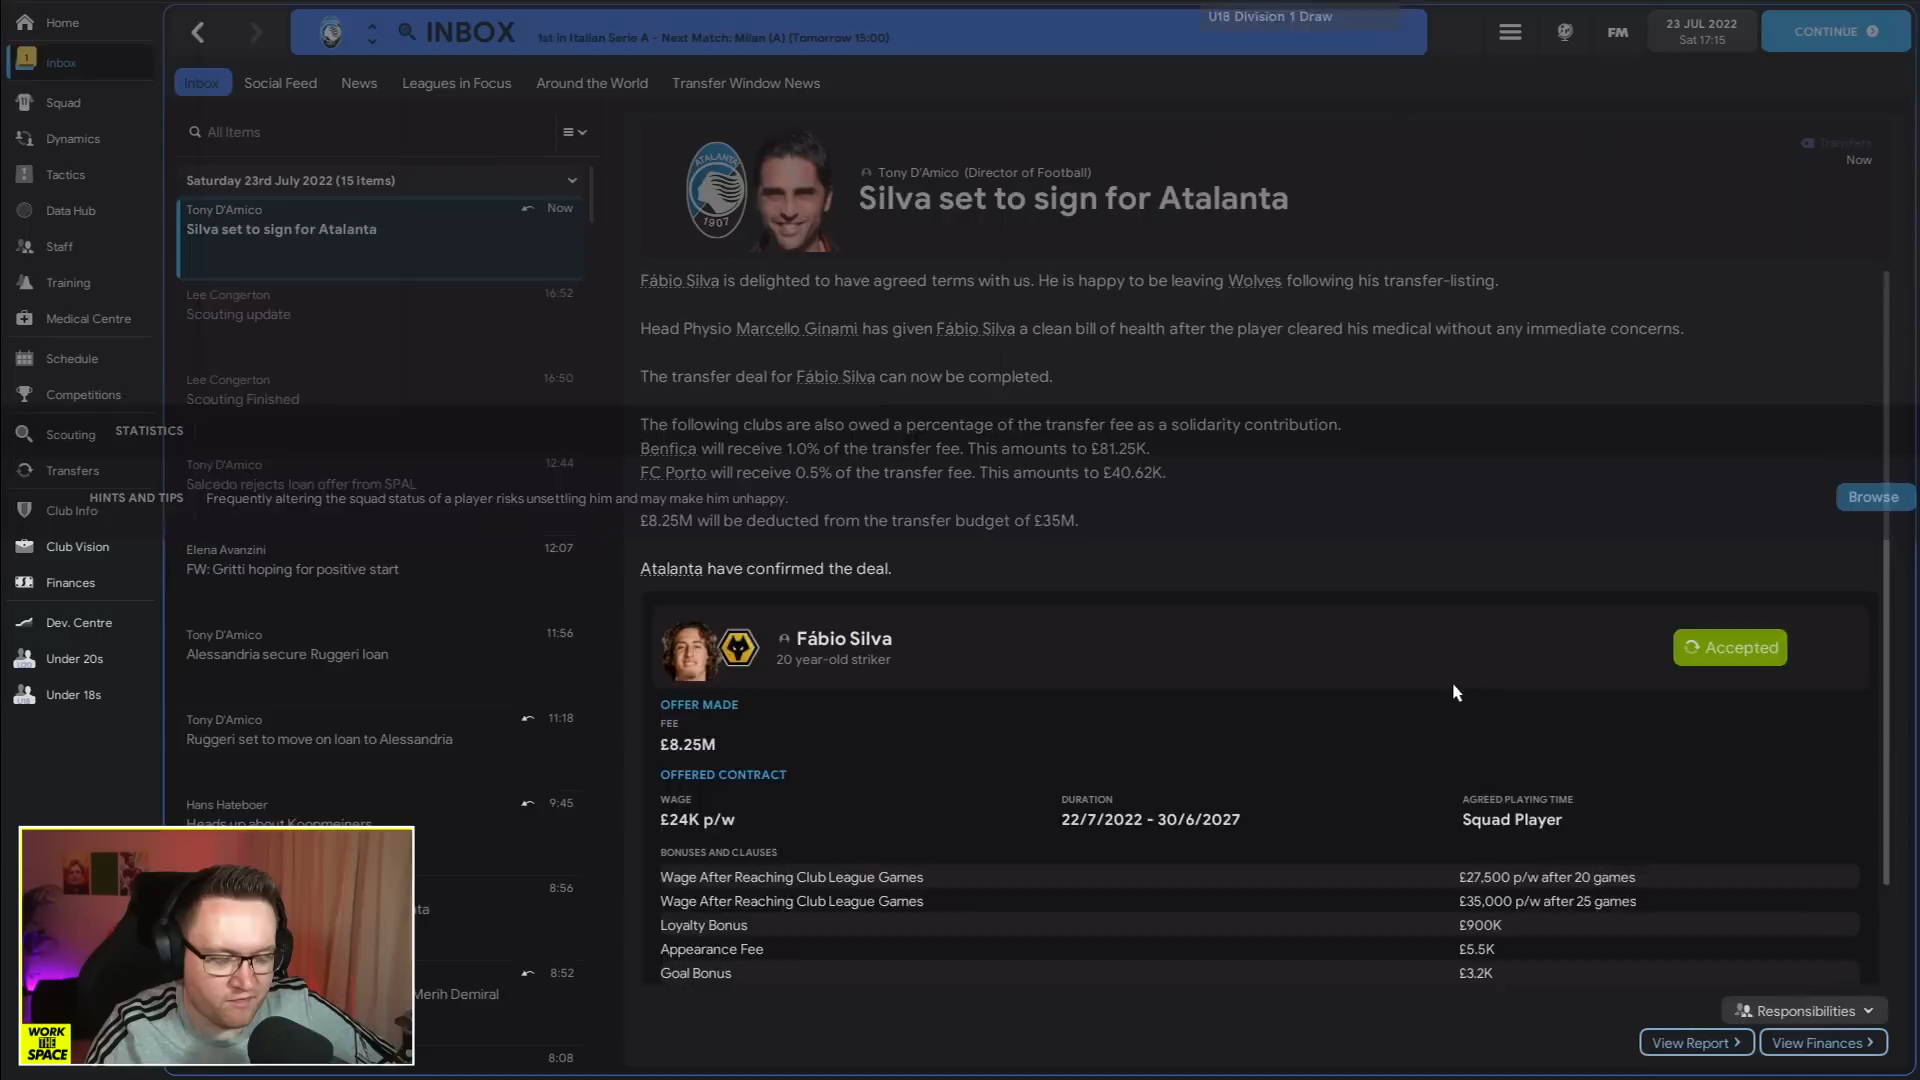 Home
INBOX
1st in Italian Serie A - Next Match: Milan (A) (Tomorrow 15:00)
U18 Division 1 Draw
FM
23 JUL 2022
Sat 17:15
CONTINUE
1
Inbox
Squad
Dynamics
Tactics
Data Hub
Staff
Training
Medical Centre
Schedule
Competitions
Scouting
Transfers
Club Info
Club Vision
Finances
Dev. Centre
Under 20s
Under 18s
STATISTICS
HINTS AND TIPS
Frequently altering the squad status of a player risks unsettling him and may make him unhappy.
Browse
Inbox
Social Feed
News
Leagues in Focus
Around the World
Transfer Window News
All Items
Saturday 23rd July 2022 (15 items)
Tony D'Amico
Now
Silva set to sign for Atalanta
Lee Congerton
16:52
Scouting update
Lee Congerton
16:50
Scouting Finished
Tony D'Amico
12:44
Salcedo rejects loan offer from SPAL
Elena Avanzini
12:07
FW: Gritti hoping for positive start
Tony D'Amico
11:56
Alessandria secure Ruggeri loan
Tony D'Amico
11:18
Ruggeri set to move on loan to Alessandria
Hans Hateboer
9:45
Heads up about Koopmeiners
8:56
ta
8:52
Merih Demiral
8:08
ATALANTA
1907
Tony D'Amico (Director of Football)
Silva set to sign for Atalanta
Transfers
Now
Fábio Silva is delighted to have agreed terms with us. He is happy to be leaving Wolves following his transfer-listing.
Head Physio Marcello Ginami has given Fábio Silva a clean bill of health after the player cleared his medical without any immediate concerns.
The transfer deal for Fábio Silva can now be completed.
The following clubs are also owed a percentage of the transfer fee as a solidarity contribution.
Benfica will receive 1.0% of the transfer fee. This amounts to £81.25K.
FC Porto will receive 0.5% of the transfer fee. This amounts to £40.62K.
£8.25M will be deducted from the transfer budget of £35M.
Atalanta have confirmed the deal.
Fábio Silva
20 year-old striker
Accepted
OFFER MADE
FEE
£8.25M
OFFERED CONTRACT
WAGE
£24K p/w
DURATION
22/7/2022 - 30/6/2027
AGREED PLAYING TIME
Squad Player
BONUSES AND CLAUSES
Wage After Reaching Club League Games
£27,500 p/w after 20 games
Wage After Reaching Club League Games
£35,000 p/w after 25 games
Loyalty Bonus
£900K
Appearance Fee
£5.5K
Goal Bonus
£3.2K
Responsibilities
View Report
View Finances
WORK
THE
SPACE